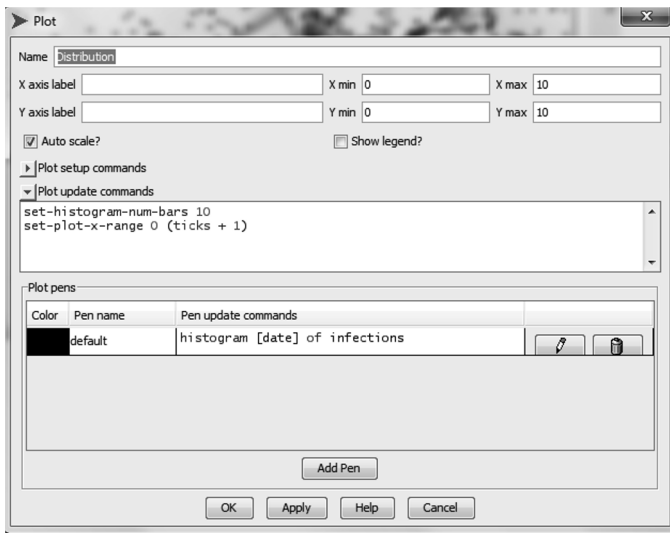 Plot
x
Name Distribution
X axis label X min 0 X max 10
Y axis label Y min 0 Y max 10
Auto scale? Show legend?
Plot setup commands
Plot update commands
set-histogram-num-bars 10
set-plot-x-range 0 (ticks + 1)
Plot pens
Color Pen name Pen update commands
default histogram [date] of infections
Add Pen
OK Apply Help Cancel